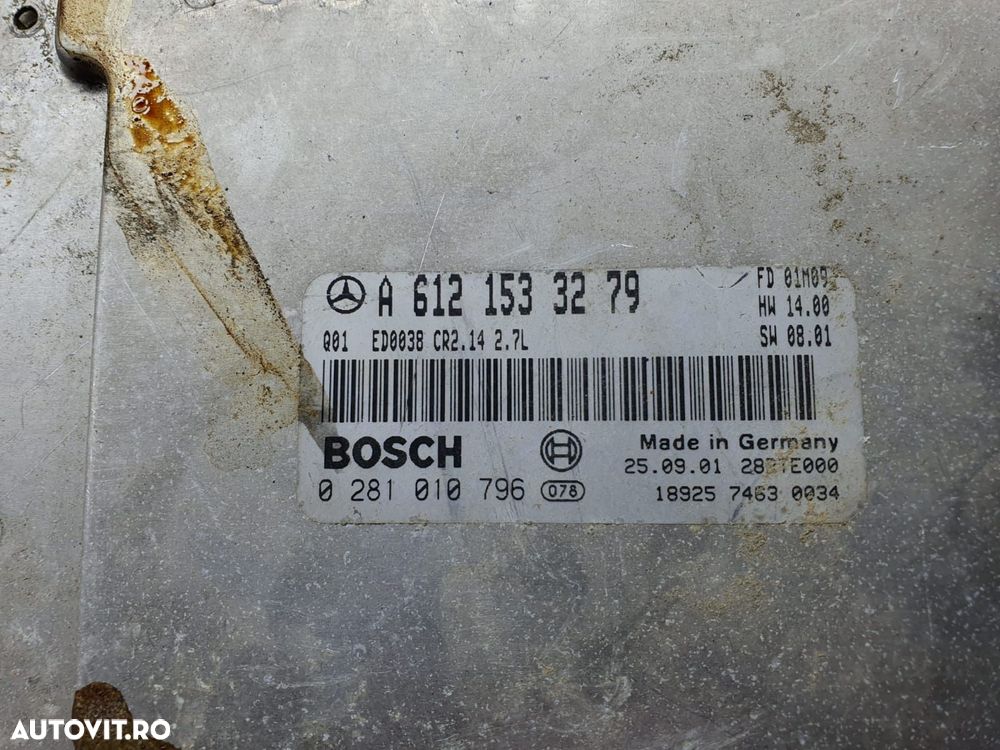 A 612 153 32 79
FD 01M09
HW 14.00
Q01 ED0038 CR2.14 2.7L
SW 08.01
BOSCH
Made in Germany
25.09.01
0 281 010 796 078
18925 7463 0034
AUTOVIT.RO